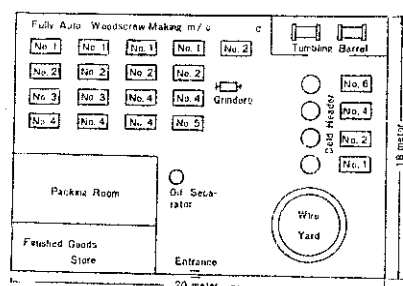 Fully Auto Woodscrew Making m/c
No. 1 No. 1 No. 1 No. 1 No. 2
No. 2 No. 2 No. 2 No. 2
No. 3 No. 3 No. 4 No. 4
No. 4 No. 4 No. 4 No. 5
Grinders
Tumbling Barrel
Cold Header
No. 6
No. 4
No. 2
No. 1
Packing Room
Oil Sepa-
rator
Wire
Yard
Finished Goods
Store
Entrance
18 meter
20 meter